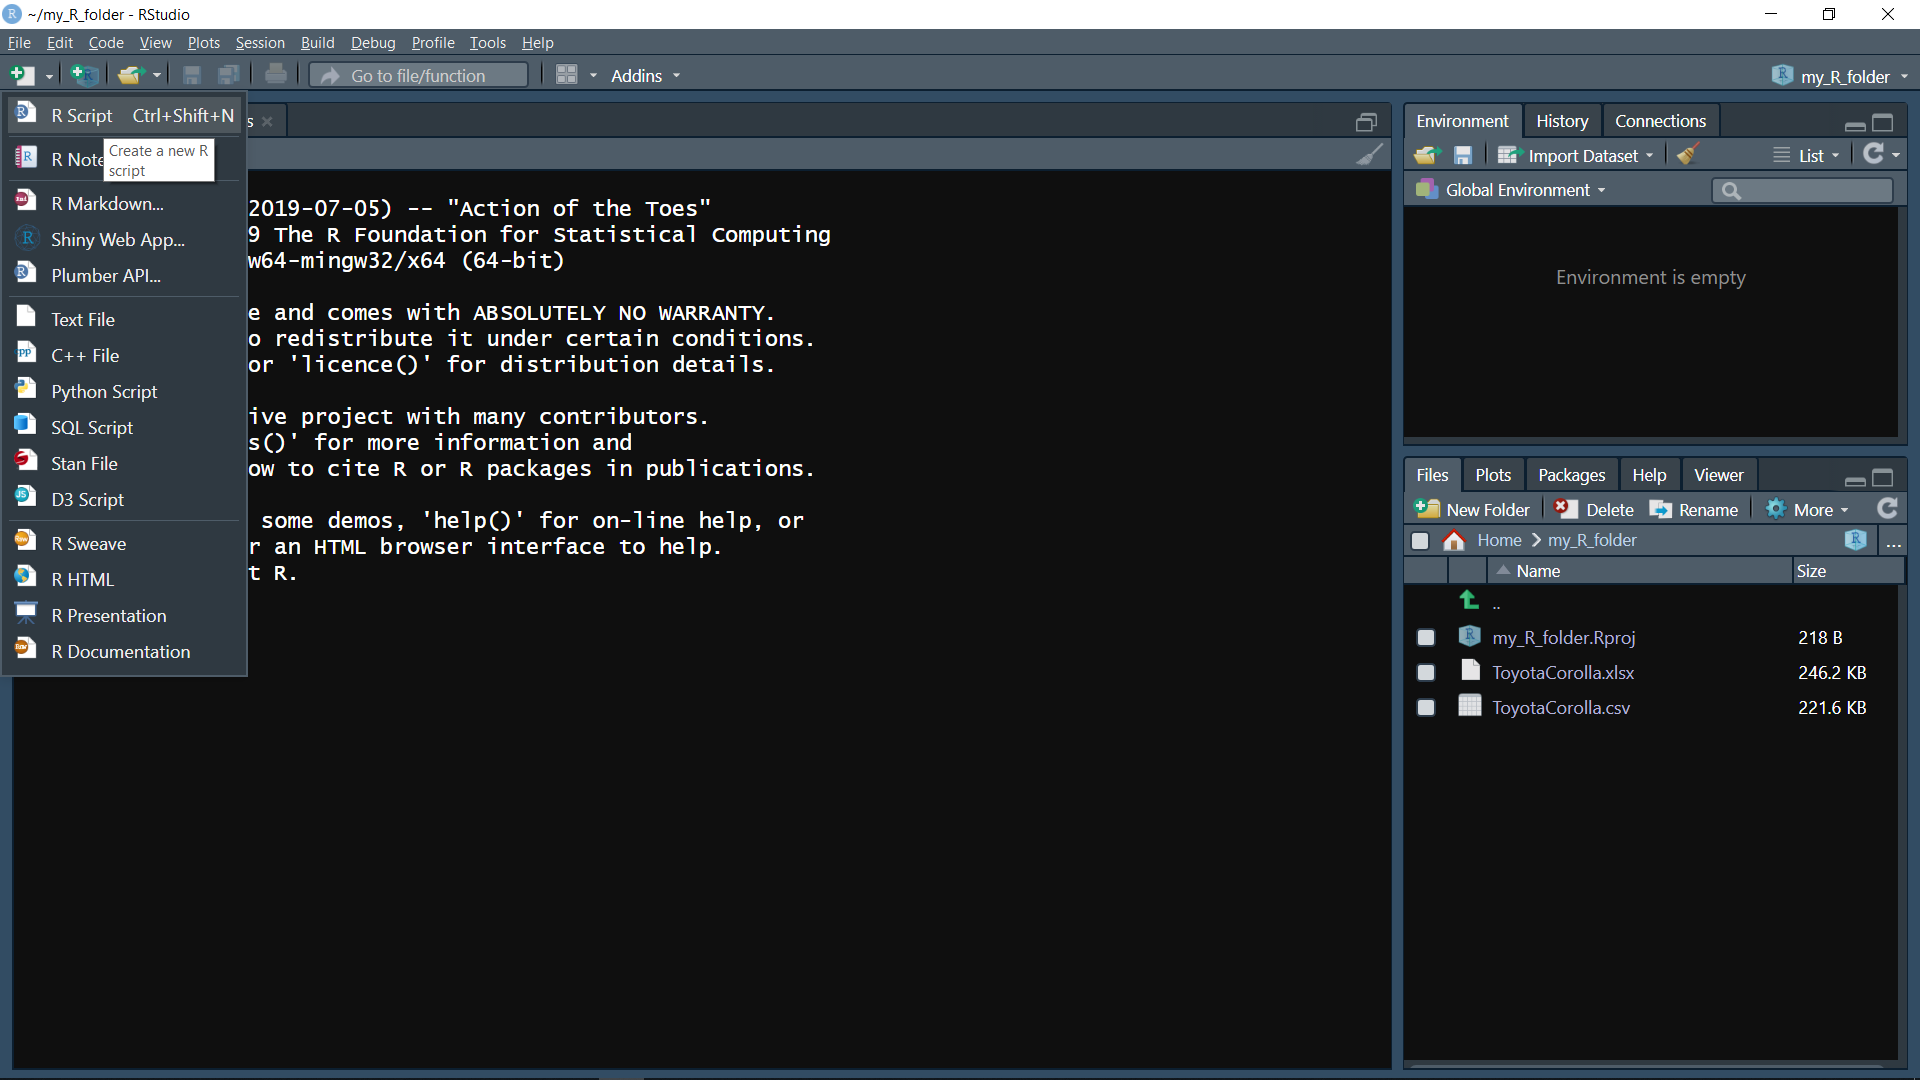 ~/my_R_folder - RStudio
File Edit Code View Plots Session Build Debug Profile Tools Help
Go to file/function Addins my_R_folder
R Script Ctrl+Shift+N
Create a new R
script
R Note
R Markdown...
Shiny Web App...
Plumber API...
Text File
C++ File
Python Script
SQL Script
Stan File
D3 Script
R Sweave
R HTML
R Presentation
R Documentation
s
2019-07-05) -- "Action of the Toes"
9 The R Foundation for Statistical Computing
w64-mingw32/x64 (64-bit)
e and comes with ABSOLUTELY NO WARRANTY.
o redistribute it under certain conditions.
or 'licence()' for distribution details.
ive project with many contributors.
s()' for more information and
ow to cite R or R packages in publications.
some demos, 'help()' for on-line help, or
r an HTML browser interface to help.
t R.
Environment History Connections
Import Dataset List
Global Environment
Environment is empty
Files Plots Packages Help Viewer
New Folder Delete Rename More
Home my_R_folder ...
Name Size
..
my_R_folder.Rproj 218 B
ToyotaCorolla.xlsx 246.2 KB
ToyotaCorolla.csv 221.6 KB